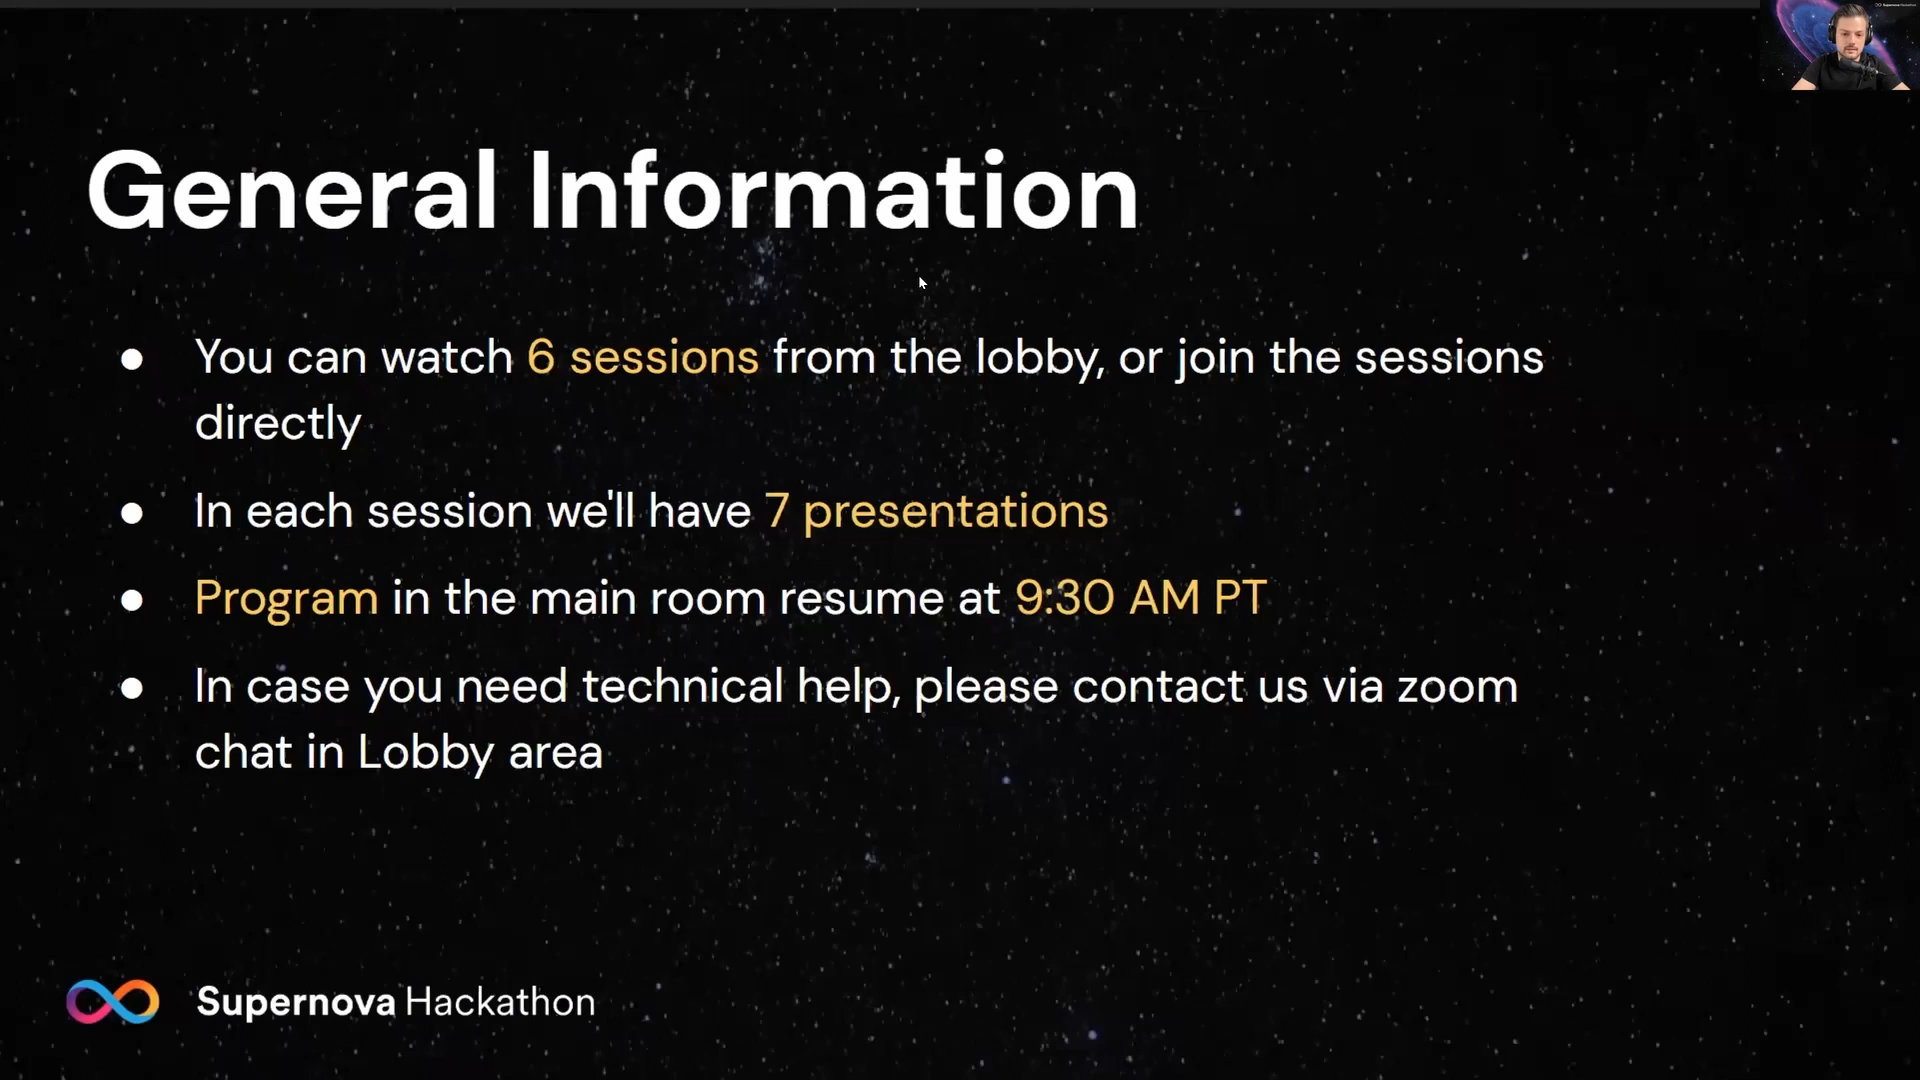 General Information
● You can watch 6 sessions from the lobby, or join the sessions
directly
● In each session we'll have 7 presentations
● Program in the main room resume at 9:30 AM PT
● In case you need technical help, please contact us via zoom
chat in Lobby area
Supernova Hackathon